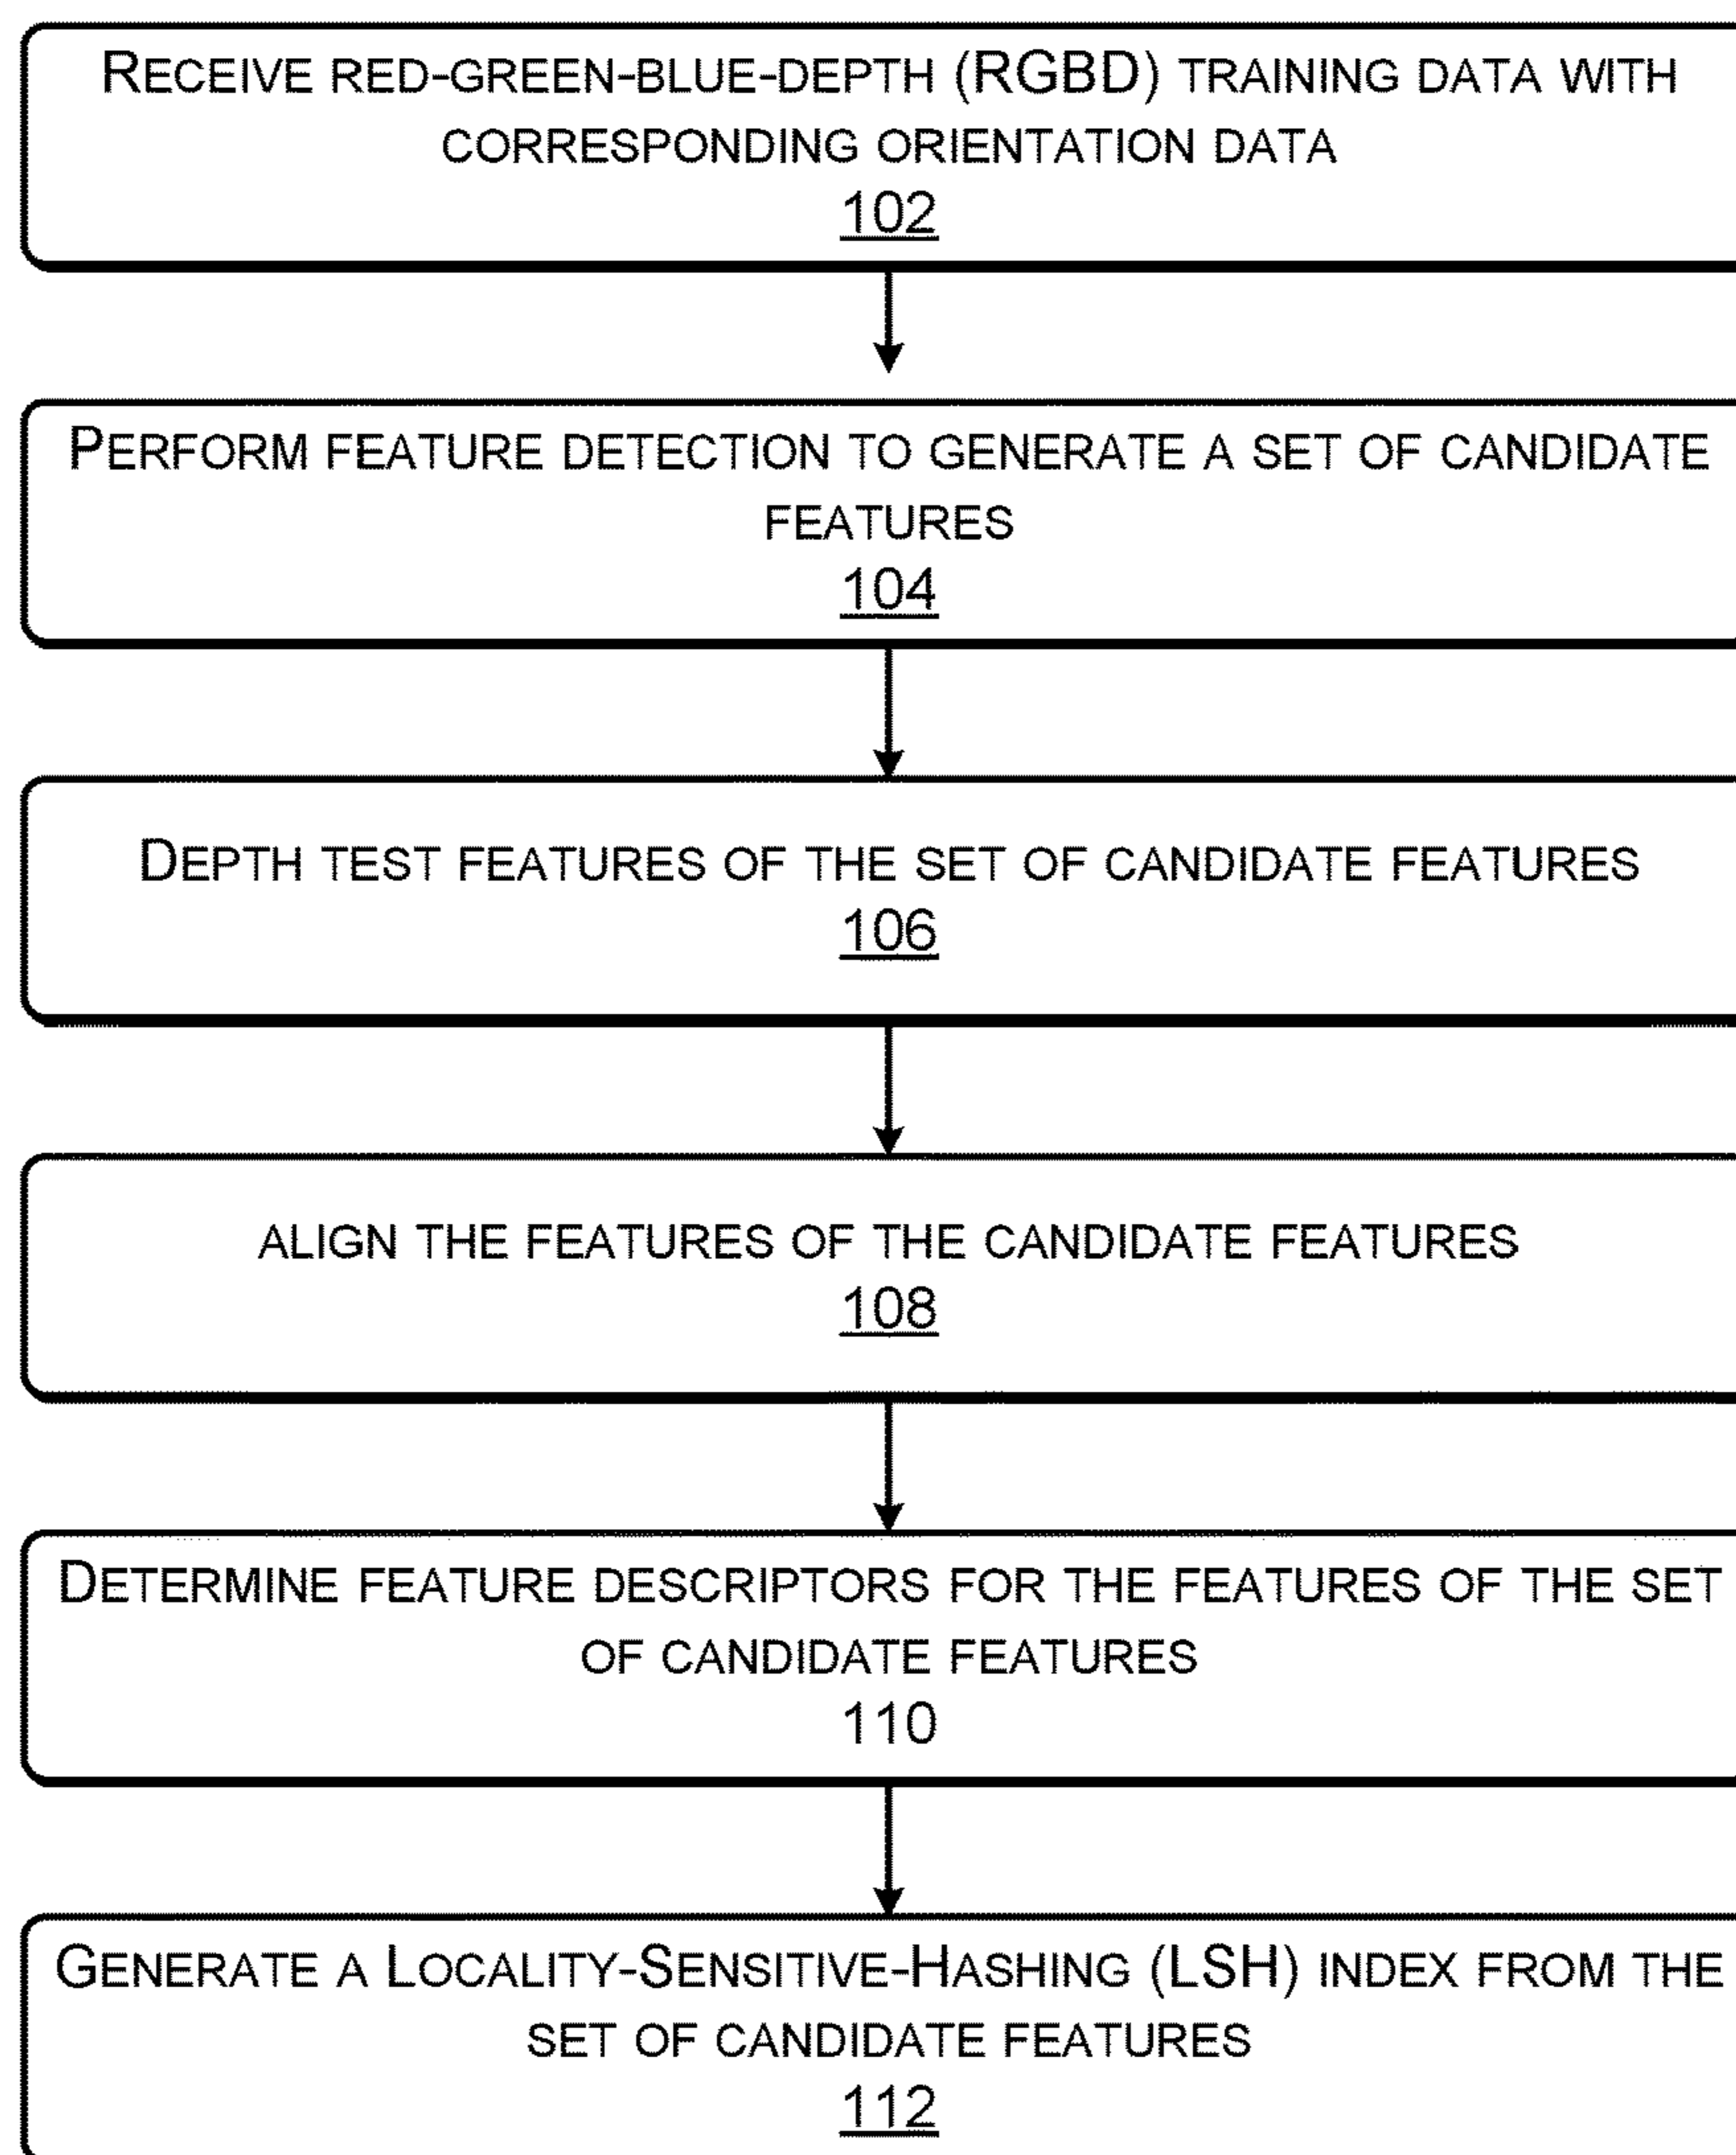 RECEIVE RED-GREEN-BLUE-DEPTH (RGBD) TRAINING DATA WITH
CORRESPONDING ORIENTATION DATA
102
PERFORM FEATURE DETECTION TO GENERATE A SET OF CANDIDATE
FEATURES
104
DEPTH TEST FEATURES OF THE SET OF CANDIDATE FEATURES
106
ALIGN THE FEATURES OF THE CANDIDATE FEATURES
108
DETERMINE FEATURE DESCRIPTORS FOR THE FEATURES OF THE SET
OF CANDIDATE FEATURES
110
GENERATE A LOCALITY-SENSITIVE-HASHING (LSH) INDEX FROM THE
SET OF CANDIDATE FEATURES
112